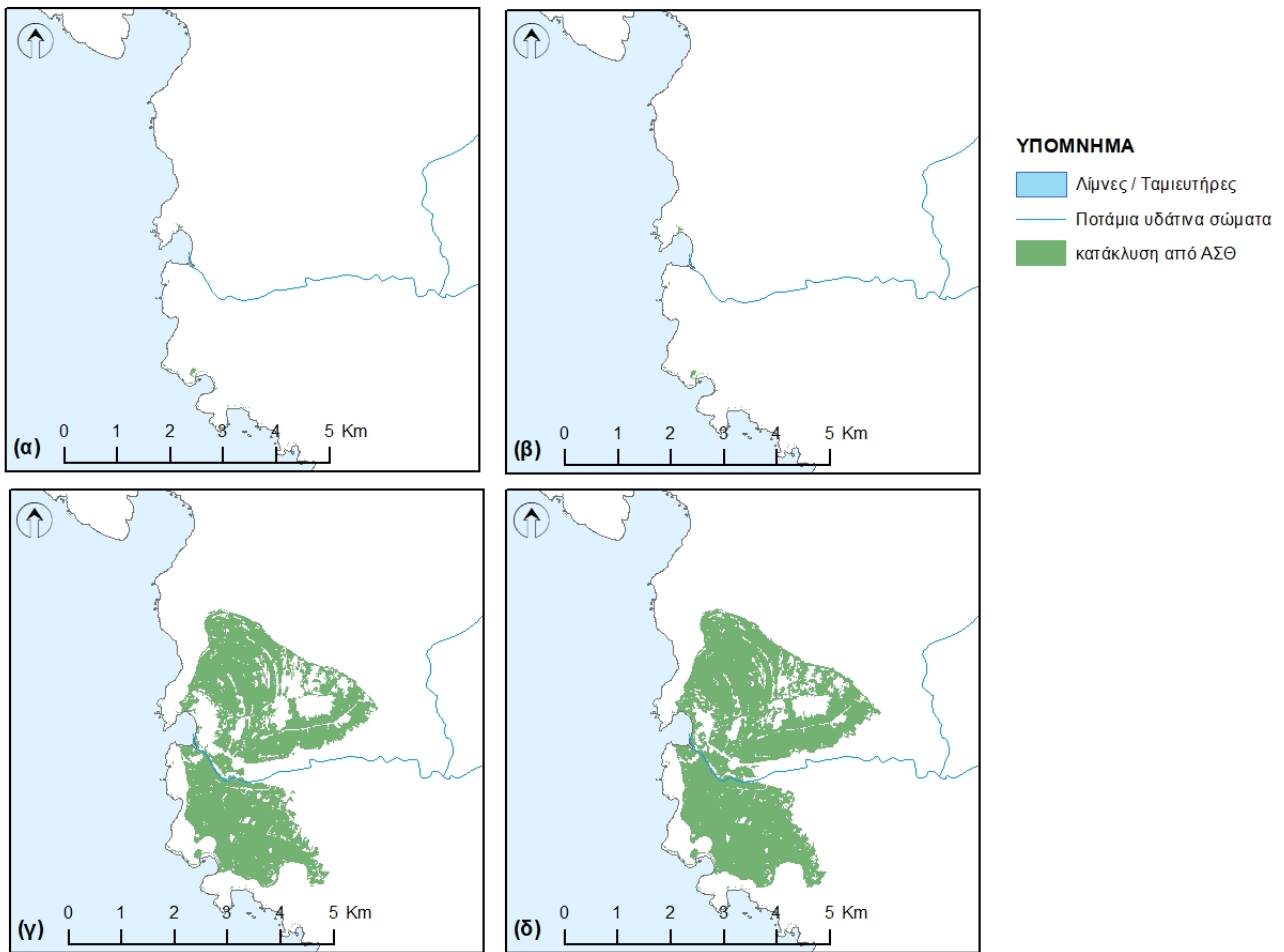 ΥΠΟΜΝΗΜΑ
Λίμνες / Ταμιευτήρες
Ποτάμια υδάτινα σώματα
κατάκλυση από ΑΣΘ
0 1 2 3 4 5 Km
(α)
0 1 2 3 4 5 Km
(β)
0 1 2 3 4 5 Km
(γ)
0 1 2 3 4 5 Km
(δ)